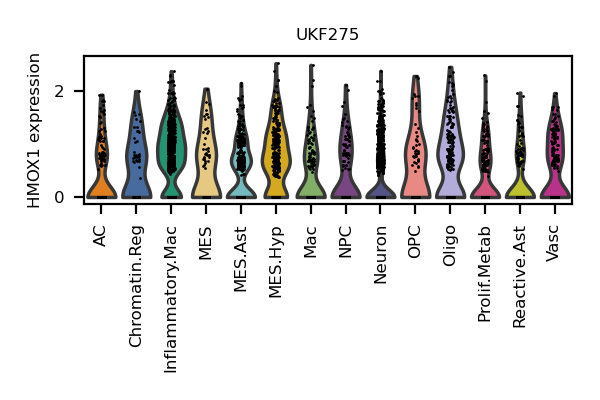 UKF275
HMOX1 expression
2
0
AC
Chromatin.Reg
Inflammatory.Mac
MES
MES.Ast
MES.Hyp
Mac
NPC
Neuron
OPC
Oligo
Prolif.Metab
Reactive.Ast
Vasc